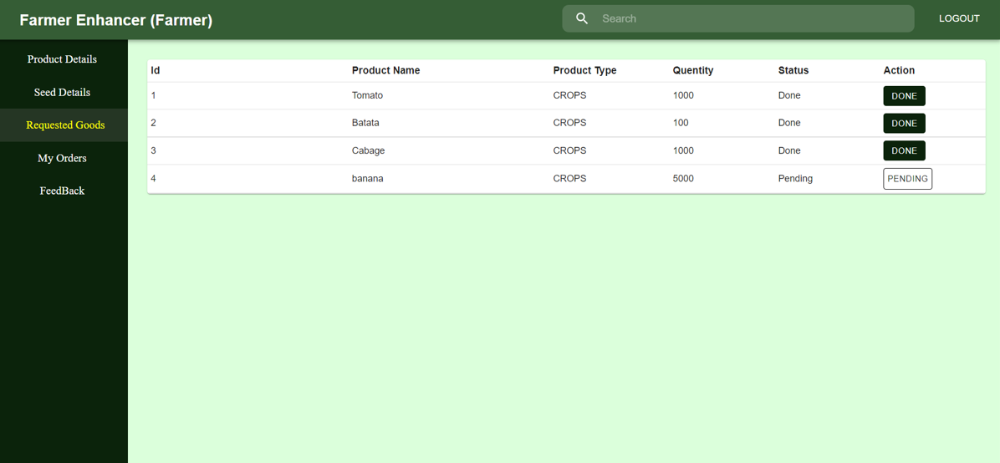 Farmer Enhancer (Farmer) Search LOGOUT
Product Details
Seed Details
Requested Goods
My Orders
FeedBack
Id Product Name Product Type Quentity Status Action
1 Tomato CROPS 1000 Done DONE
2 Batata CROPS 100 Done DONE
3 Cabage CROPS 1000 Done DONE
4 banana CROPS 5000 Pending PENDING